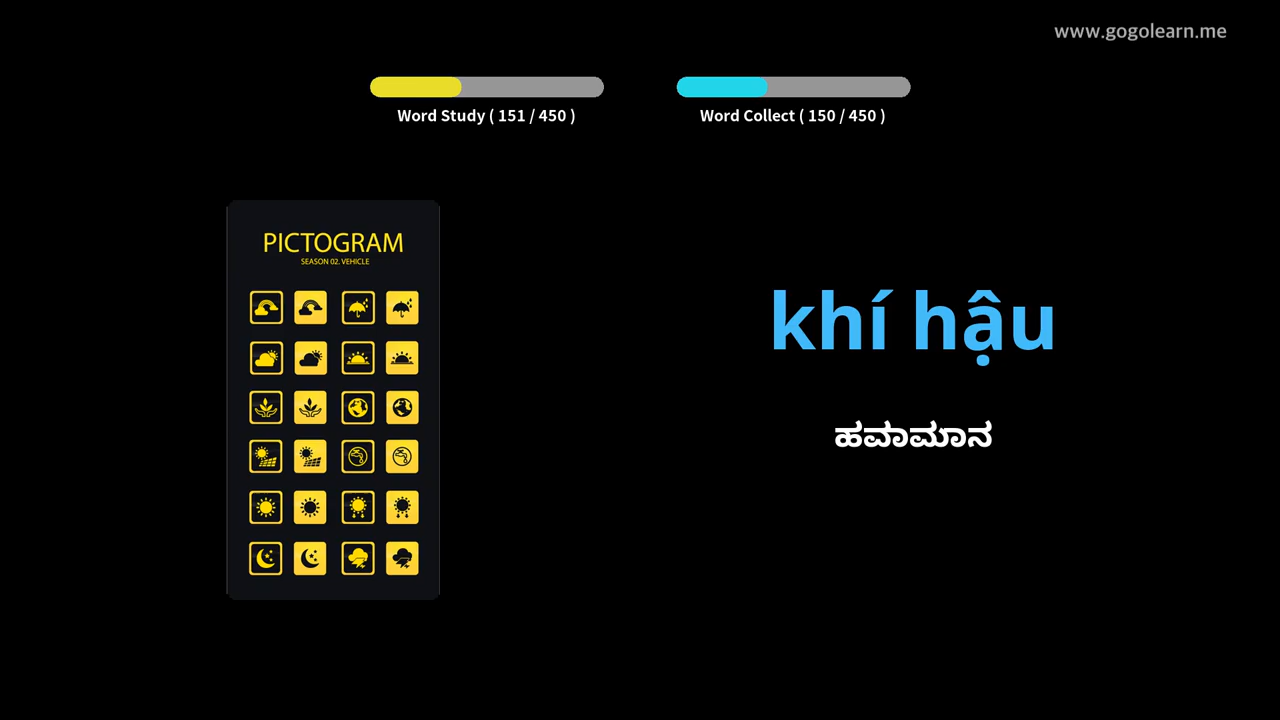 www.gogolearn.me
Word Study ( 151 / 450 )
Word Collect ( 150 / 450 )
PICTOGRAM
SEASON 02. VEHICLE
khí hậu
ಹವಾಮಾನ